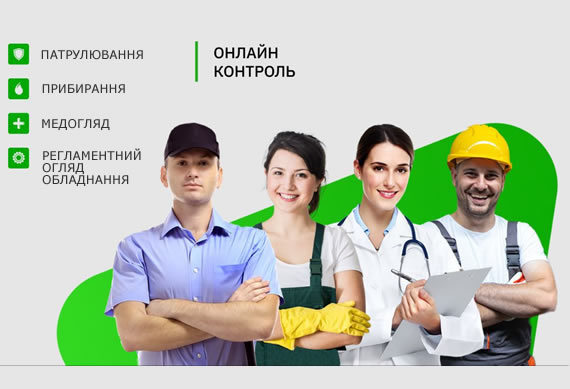 ПАТРУЛЮВАННЯ
ПРИБИРАННЯ
МЕДОГЛЯД
РЕГЛАМЕНТНИЙ
ОГЛЯД
ОБЛАДНАННЯ
ОНЛАЙН
КОНТРОЛЬ